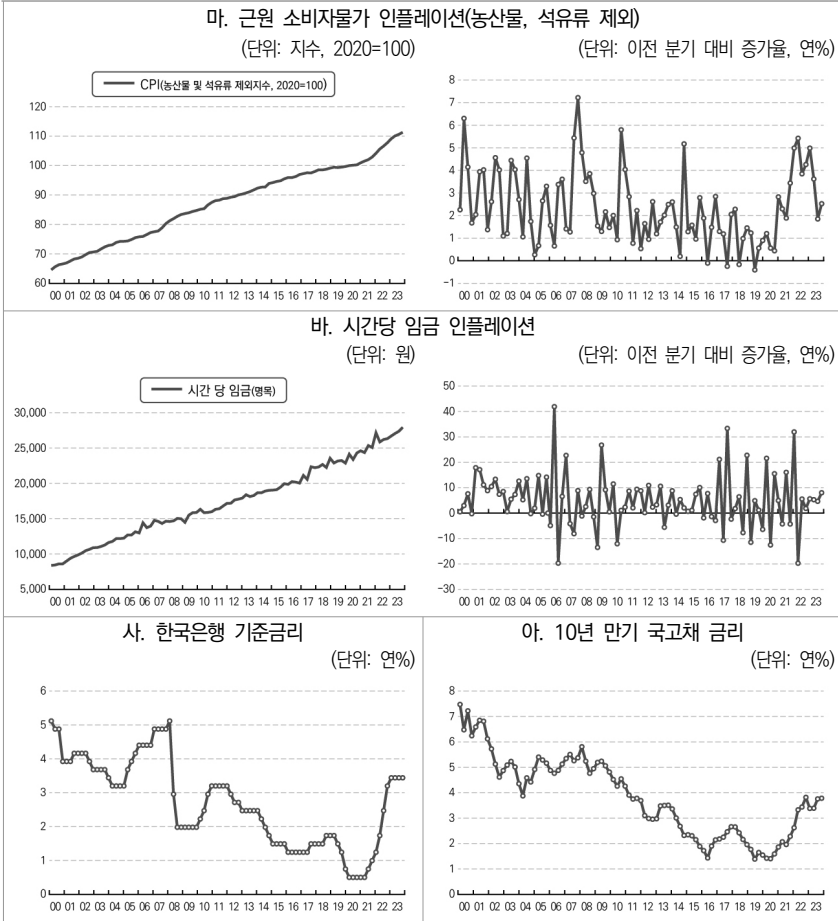 마. 근원 소비자물가 인플레이션(농산물, 석유류 제외)
(단위: 지수, 2020=100)
(단위: 이전 분기 대비 증가율, 연%)
CPI(농산물 및 석유류 제외지수, 2020=100)
120
110
100
90
80
70
60
00 01 02 03 04 05 06 07 08 09 10 11 12 13 14 15 16 17 18 19 20 21 22 23
8
7
6
5
4
3
2
1
0
-1
00 01 02 03 04 05 06 07 08 09 10 11 12 13 14 15 16 17 18 19 20 21 22 23
바. 시간당 임금 인플레이션
(단위: 원)
(단위: 이전 분기 대비 증가율, 연%)
시간 당 임금(명목)
30,000
25,000
20,000
15,000
10,000
5,000
00 01 02 03 04 05 06 07 08 09 10 11 12 13 14 15 16 17 18 19 20 21 22 23
50
40
30
20
10
0
-10
-20
-30
00 01 02 03 04 05 06 07 08 09 10 11 12 13 14 15 16 17 18 19 20 21 22 23
사. 한국은행 기준금리
(단위: 연%)
6
5
4
3
2
1
0
00 01 02 03 04 05 06 07 08 09 10 11 12 13 14 15 16 17 18 19 20 21 22 23
아. 10년 만기 국고채 금리
(단위: 연%)
8
7
6
5
4
3
2
1
0
00 01 02 03 04 05 06 07 08 09 10 11 12 13 14 15 16 17 18 19 20 21 22 23